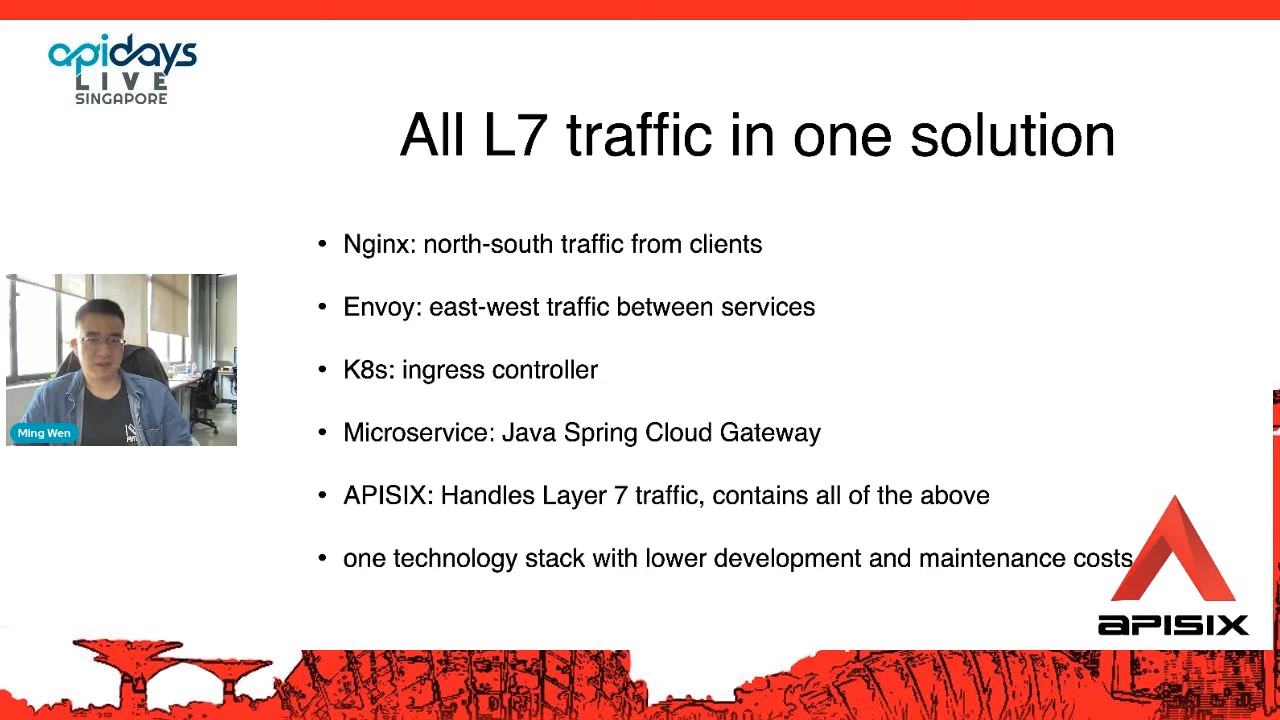 apidays
LIVE
SINGAPORE
All L7 traffic in one solution
• Nginx: north-south traffic from clients
• Envoy: east-west traffic between services
• K8s: ingress controller
Ming Wen
• Microservice: Java Spring Cloud Gateway
• APISIX: Handles Layer 7 traffic, contains all of the above
• one technology stack with lower development and maintenance costs
APISIX